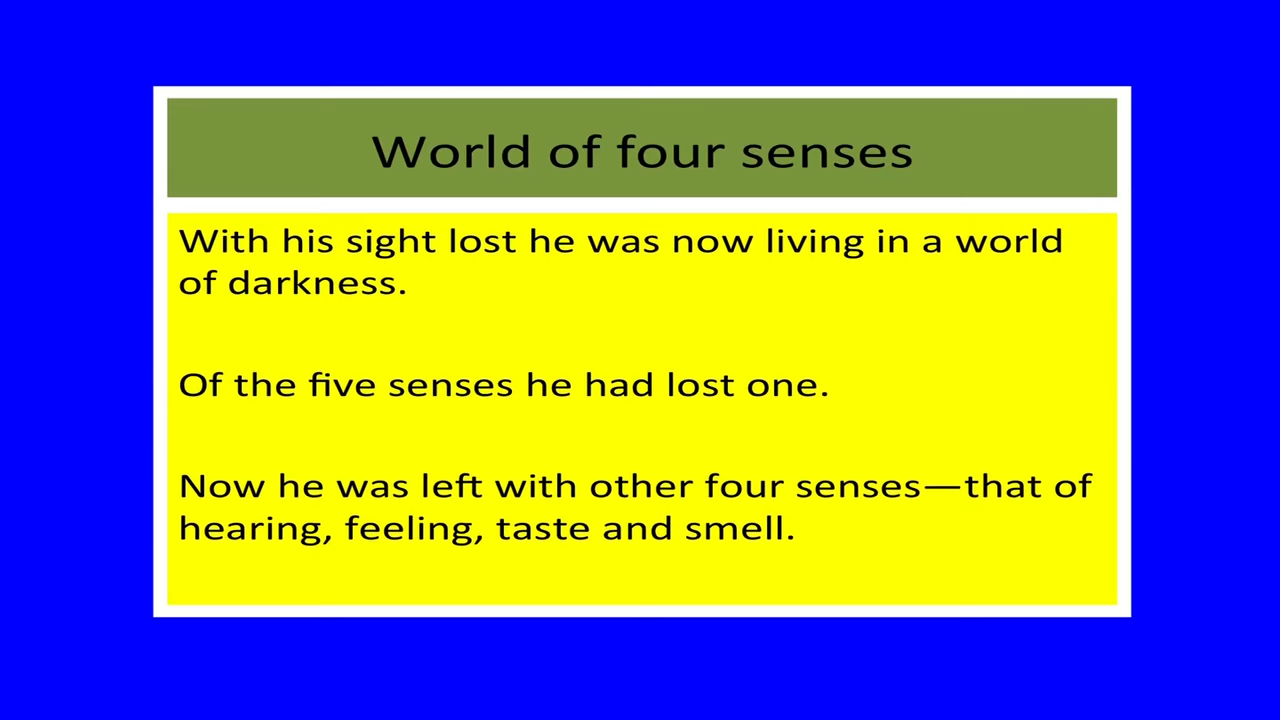 World of four senses
With his sight lost he was now living in a world
of darkness.
Of the five senses he had lost one.
Now he was left with other four senses—that of
hearing, feeling, taste and smell.